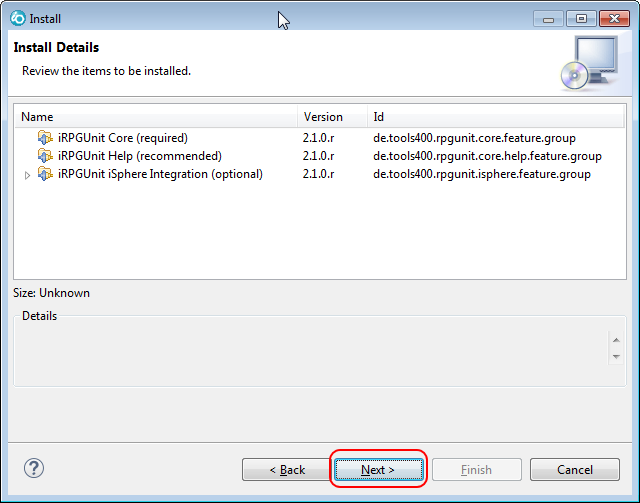 Install
Install Details
Review the items to be installed.
Name Version Id
iRPGUnit Core (required) 2.1.0.r de.tools400.rpgunit.core.feature.group
iRPGUnit Help (recommended) 2.1.0.r de.tools400.rpgunit.core.help.feature.group
iRPGUnit iSphere Integration (optional) 2.1.0.r de.tools400.rpgunit.isphere.feature.group
Size: Unknown
Details
? < Back Next > Finish Cancel